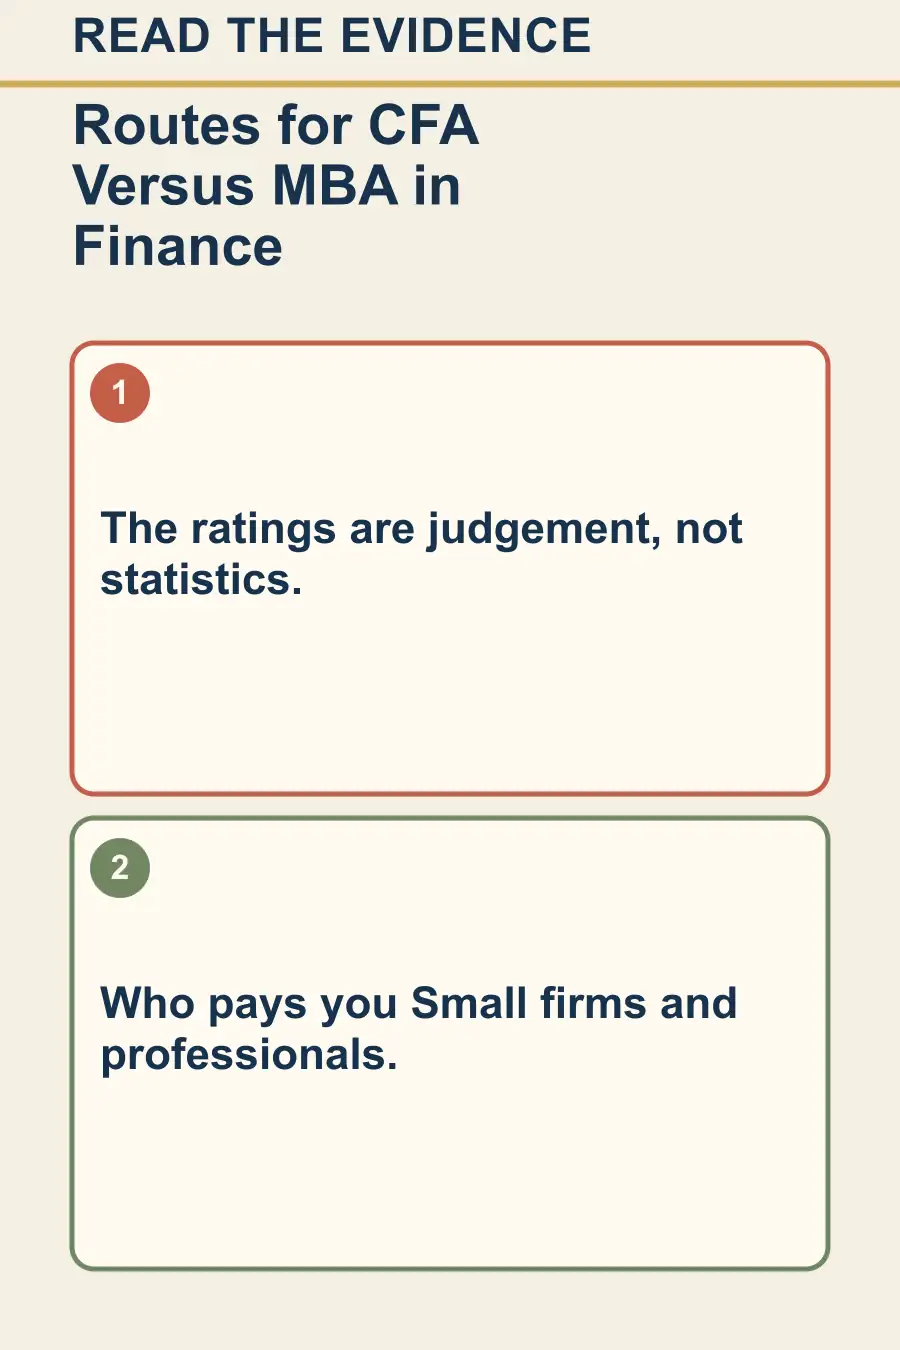 READ THE EVIDENCE
Routes for CFA
Versus MBA in
Finance
1
The ratings are judgement, not
statistics.
2
Who pays you Small firms and
professionals.